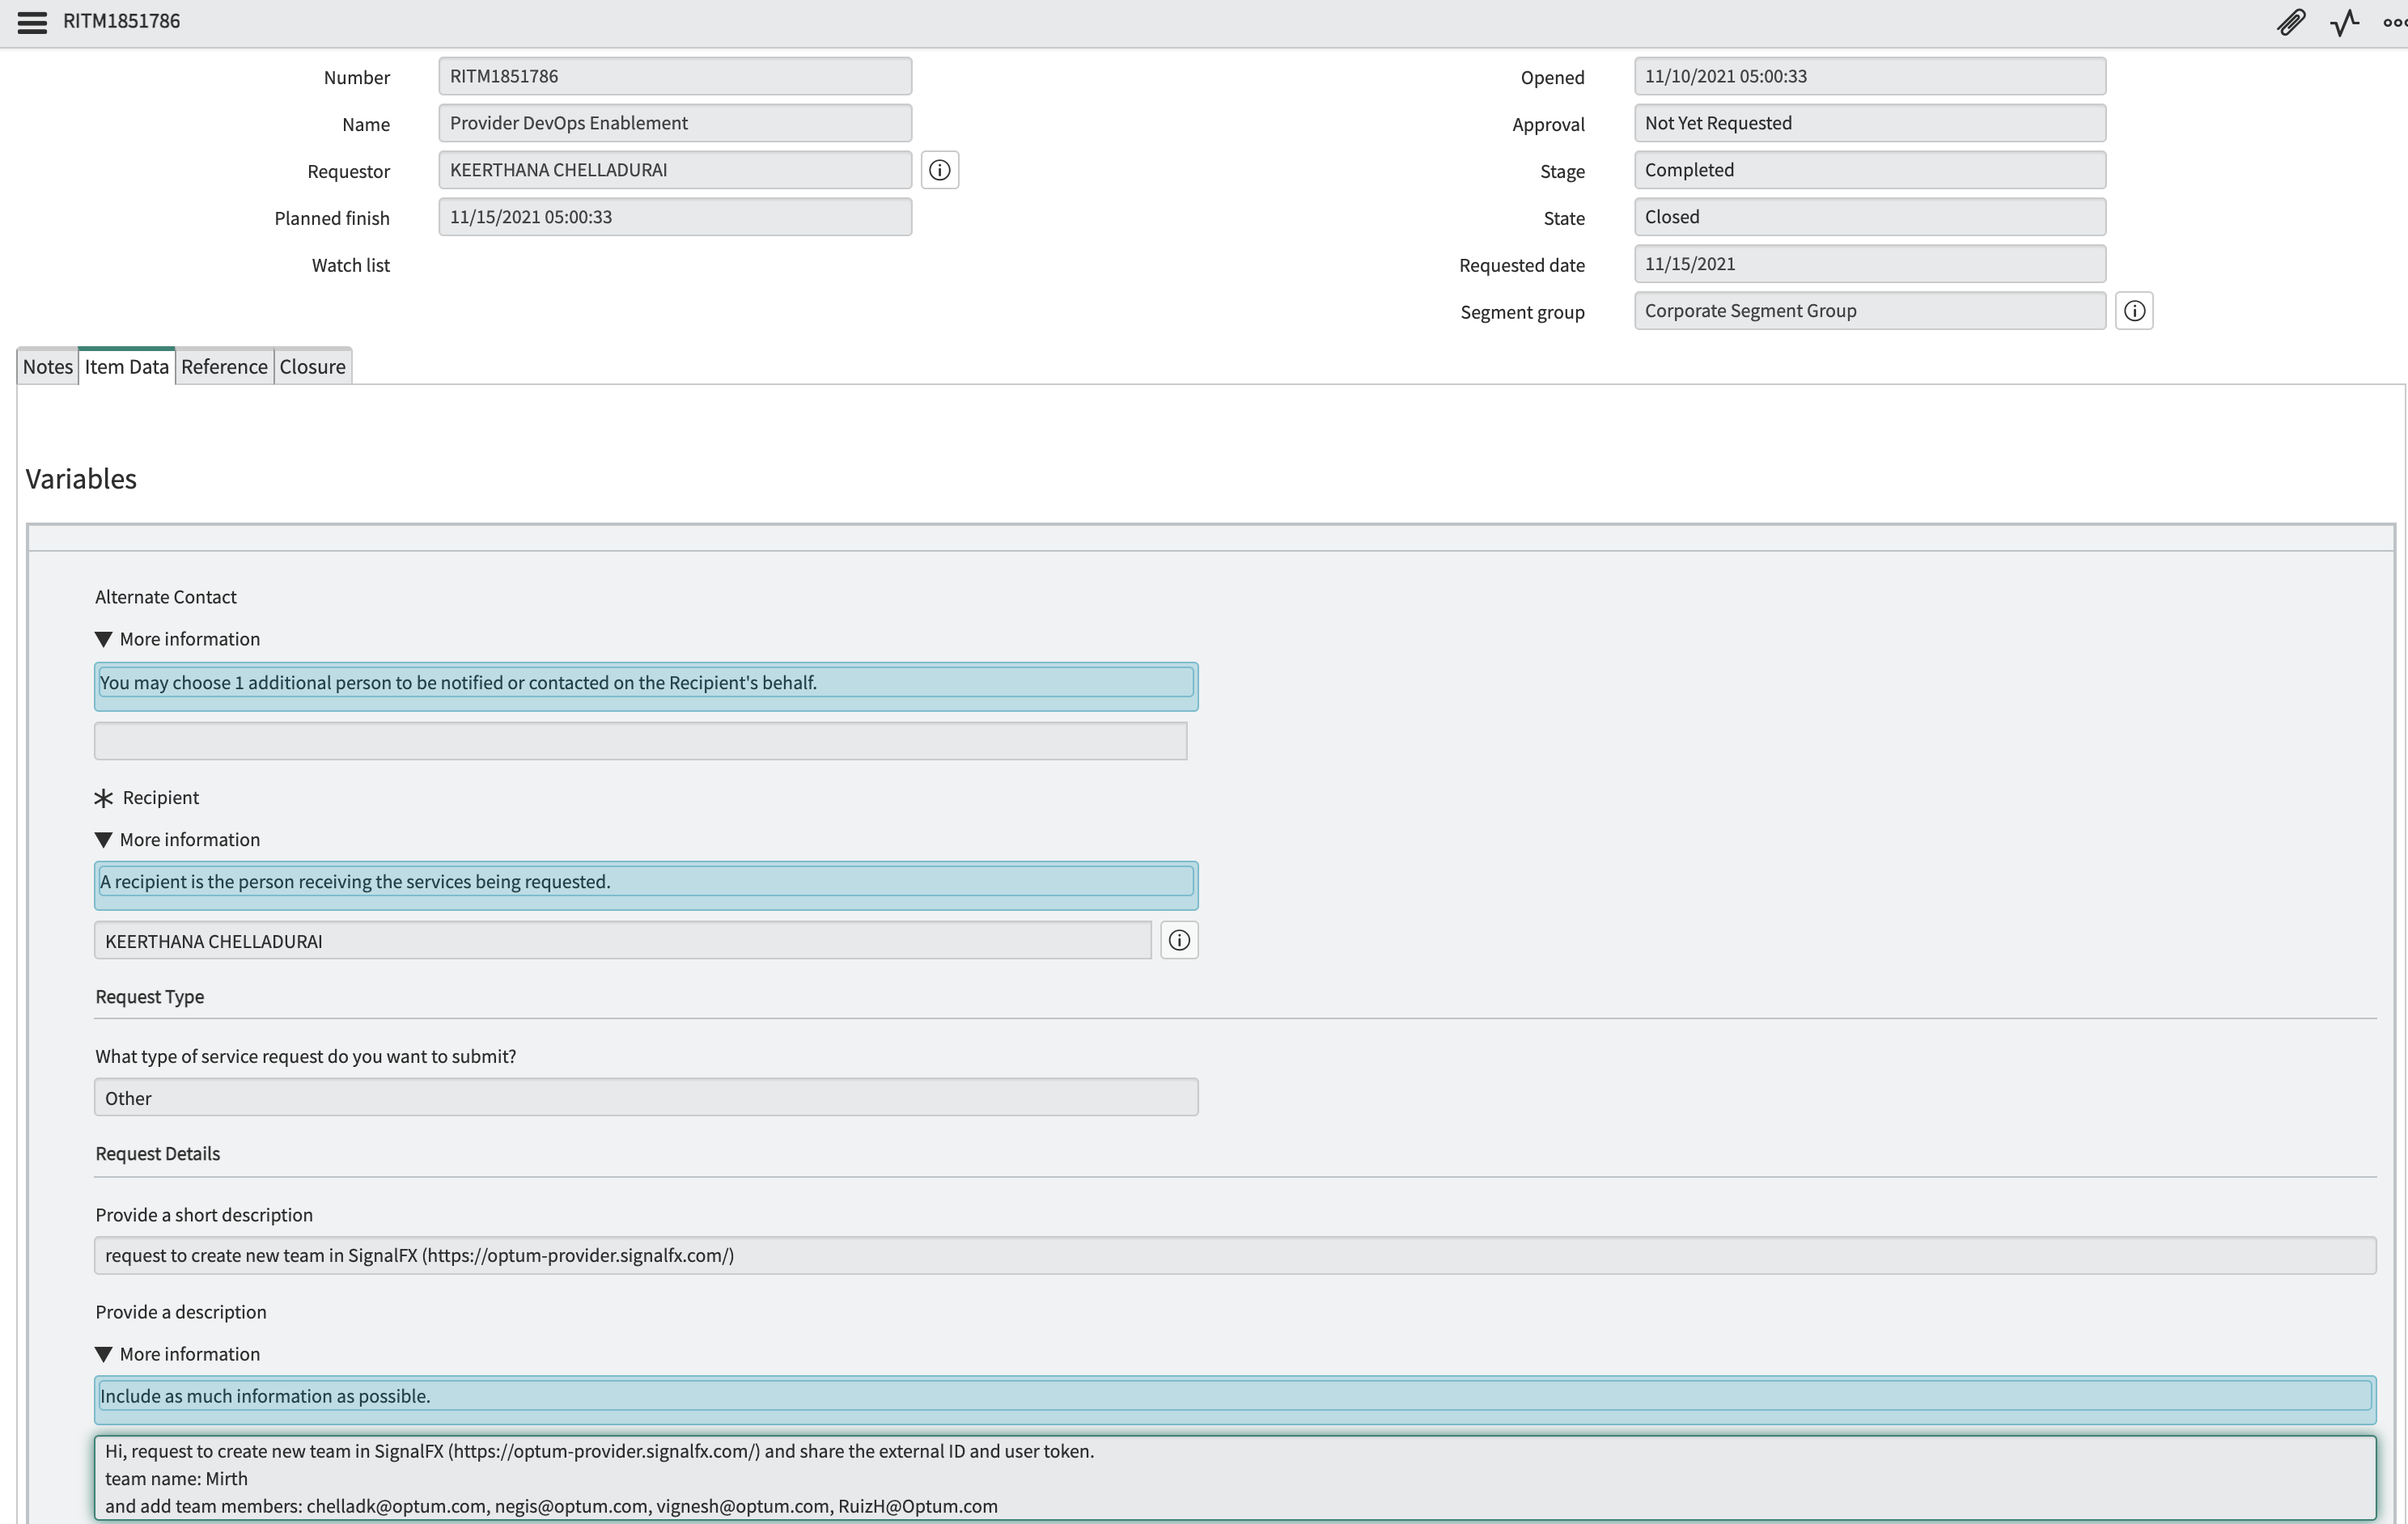 RITM1851786
Number
RITM1851786
Name
Provider DevOps Enablement
Requestor
KEERTHANA CHELLADURAI
Planned finish
11/15/2021 05:00:33
Watch list
Opened
11/10/2021 05:00:33
Approval
Not Yet Requested
Stage
Completed
State
Closed
Requested date
11/15/2021
Segment group
Corporate Segment Group
Notes
Item Data
Reference
Closure
Variables
Alternate Contact
More information
You may choose 1 additional person to be notified or contacted on the Recipient's behalf.
Recipient
More information
A recipient is the person receiving the services being requested.
KEERTHANA CHELLADURAI
Request Type
What type of service request do you want to submit?
Other
Request Details
Provide a short description
request to create new team in SignalFX (https://optum-provider.signalfx.com/)
Provide a description
More information
Include as much information as possible.
Hi, request to create new team in SignalFX (https://optum-provider.signalfx.com/) and share the external ID and user token.
team name: Mirth
and add team members: chelladk@optum.com, negis@optum.com, vignesh@optum.com, RuizH@Optum.com